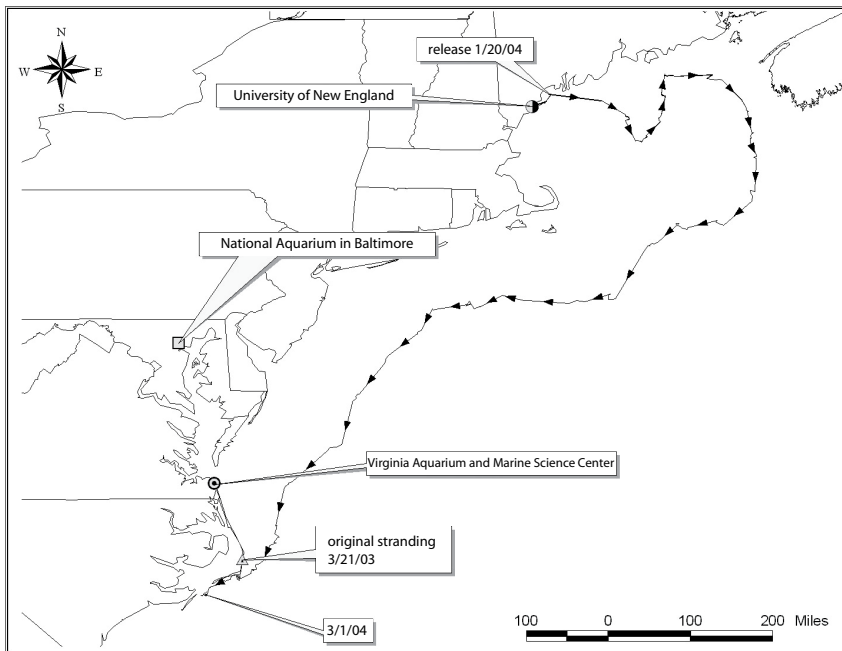 N
W E
S
release 1/20/04
University of New England
National Aquarium in Baltimore
Virginia Aquarium and Marine Science Center
original stranding
3/21/03
3/1/04
100 0 100 200 Miles